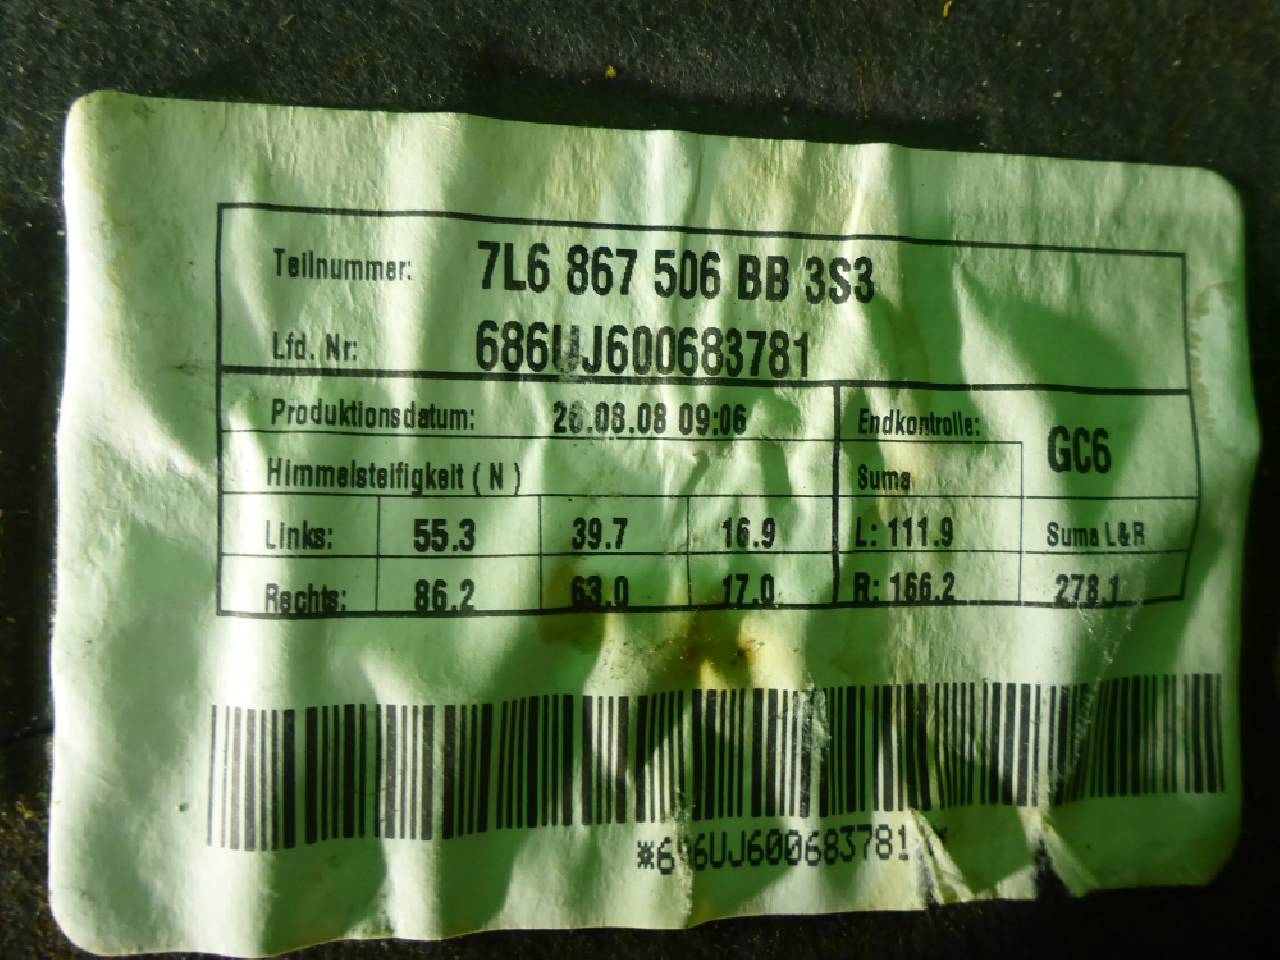 Teilnummer: 7L6 867 506 BB 3S3
Lfd. Nr: 686UJ600683781
Produktionsdatum: 26.08.08 09:06 Endkontrolle: GC6
Himmelsteifigkeit ( N ) Suma
Links: 55.3 39.7 16.9 L: 111.9 Suma L&R
Rechts: 86.2 63.0 17.0 R: 166.2 278.1
*686UJ600683781*